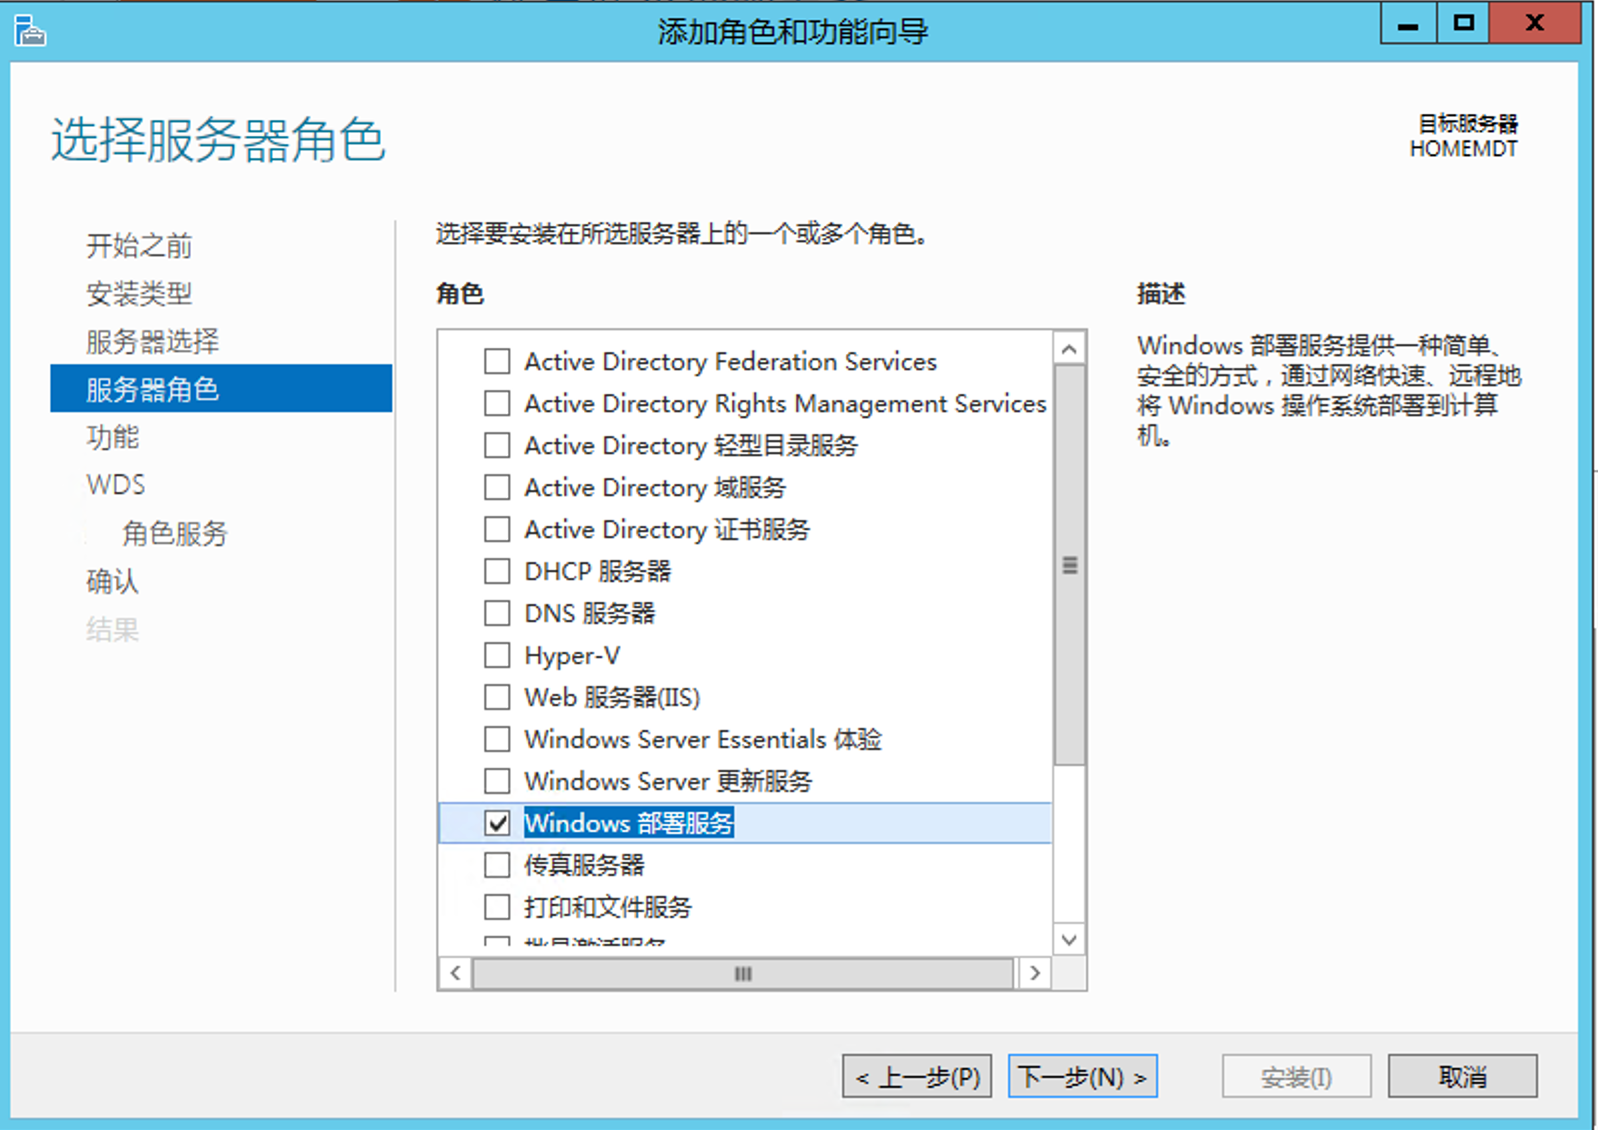 添加角色和功能向导
选择服务器角色
目标服务器
HOMEMDT
开始之前
安装类型
服务器选择
服务器角色
功能
WDS
角色服务
确认
结果
选择要安装在所选服务器上的一个或多个角色。
角色
Active Directory Federation Services
Active Directory Rights Management Services
Active Directory 轻型目录服务
Active Directory 域服务
Active Directory 证书服务
DHCP 服务器
DNS 服务器
Hyper-V
Web 服务器(IIS)
Windows Server Essentials 体验
Windows Server 更新服务
Windows 部署服务
传真服务器
打印和文件服务
批量激活服务
描述
Windows 部署服务提供一种简单、
安全的方式，通过网络快速、远程地
将 Windows 操作系统部署到计算
机。
< 上一步(P)
下一步(N) >
安装(I)
取消